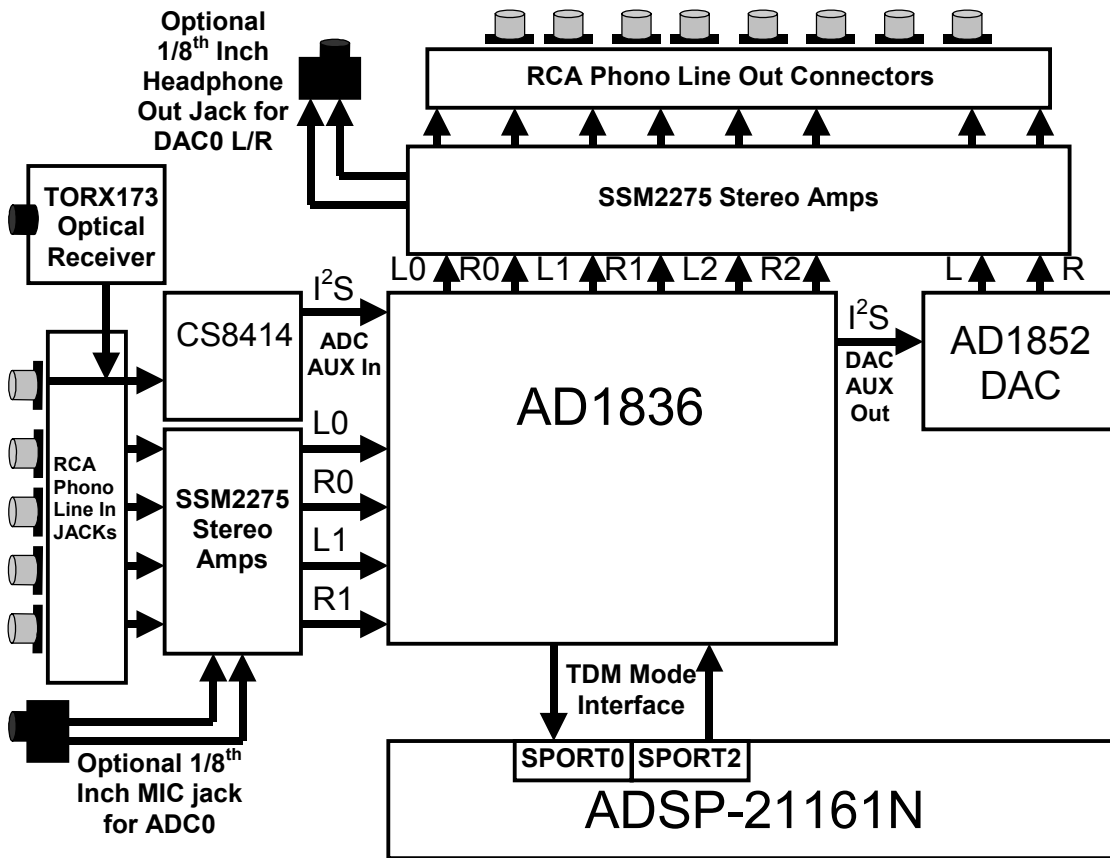 Optional
1/8th Inch
Headphone
Out Jack for
DAC0 L/R
RCA Phono Line Out Connectors
SSM2275 Stereo Amps
TORX173
Optical
Receiver
L0 R0 L1 R1 L2 R2 L R
CS8414
I2S
ADC
AUX In
AD1836
I2S
DAC
AUX
Out
AD1852
DAC
RCA
Phono
Line In
JACKs
SSM2275
Stereo
Amps
L0
R0
L1
R1
TDM Mode
Interface
SPORT0 SPORT2
ADSP-21161N
Optional 1/8th
Inch MIC jack
for ADC0